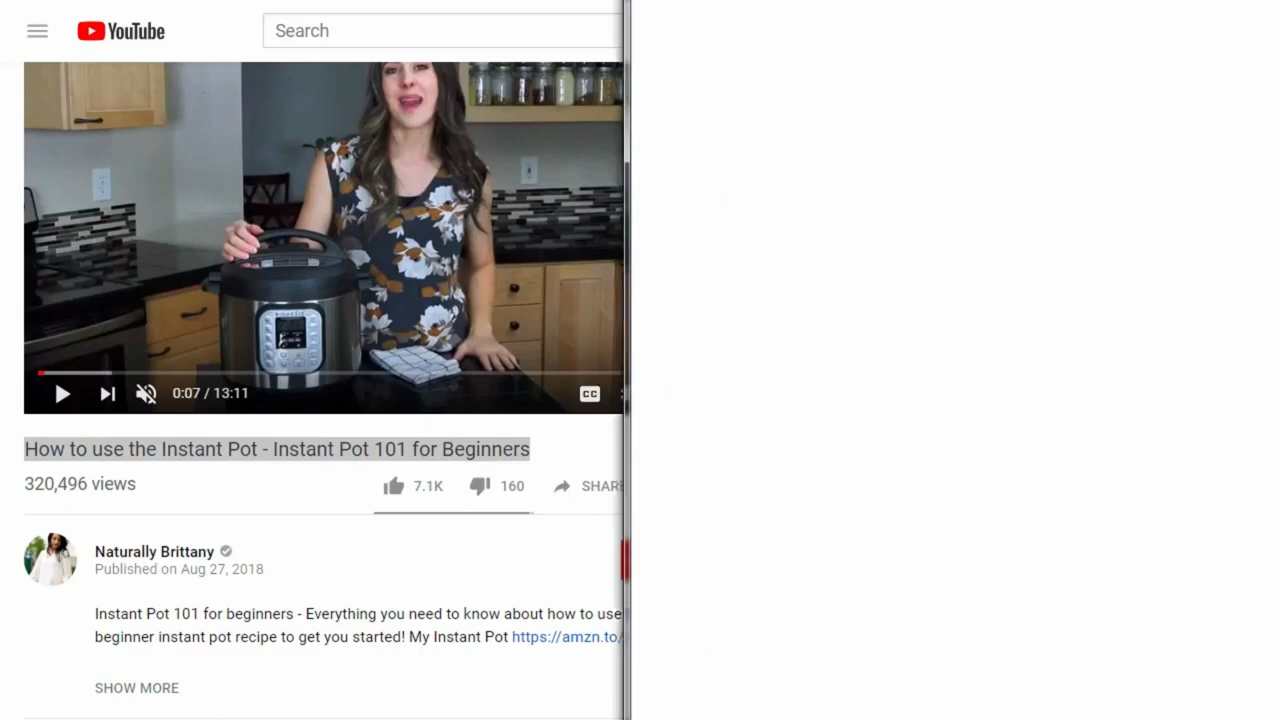 YouTube
Search
0:07 / 13:11
CC
How to use the Instant Pot - Instant Pot 101 for Beginners
320,496 views
7.1K
160
SHARE
Naturally Brittany
Published on Aug 27, 2018
Instant Pot 101 for beginners - Everything you need to know about how to use
beginner instant pot recipe to get you started! My Instant Pot https://amzn.to/
SHOW MORE